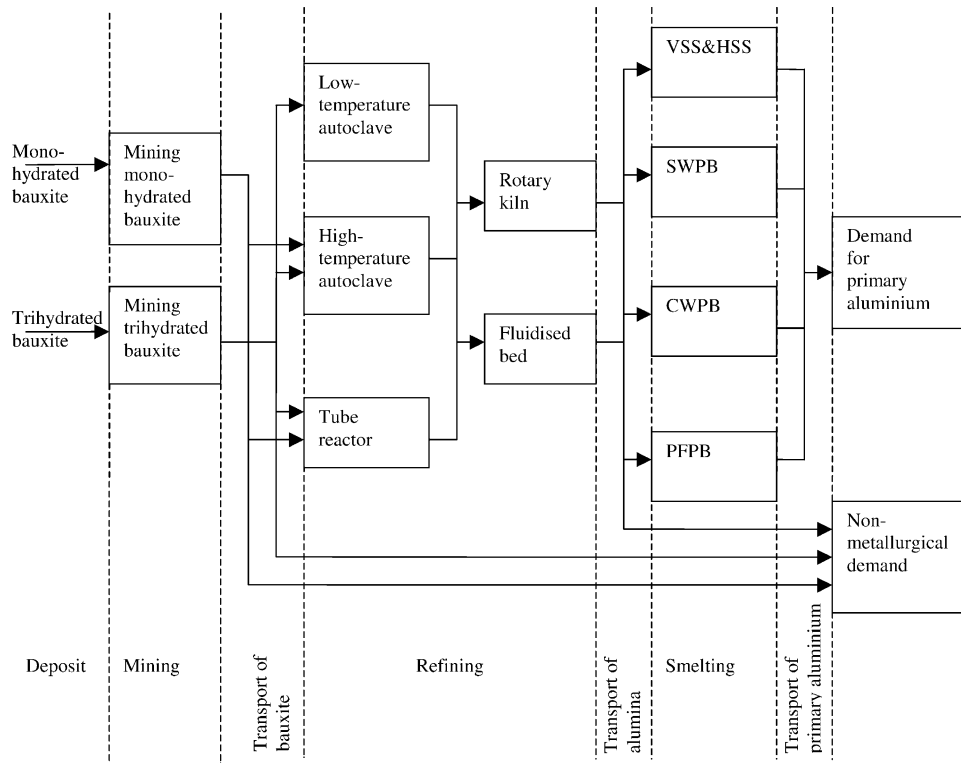 Mono-
hydrated
bauxite
Trihydrated
bauxite
Mining
mono-
hydrated
bauxite
Mining
trihydrated
bauxite
Low-
temperature
autoclave
High-
temperature
autoclave
Tube
reactor
Rotary
kiln
Fluidised
bed
VSS&HSS
SWPB
CWPB
PFPB
Demand
for
primary
aluminium
Non-
metallurgical
demand
Deposit
Mining
Transport of
bauxite
Refining
Transport of
alumina
Smelting
Transport of
primary aluminium